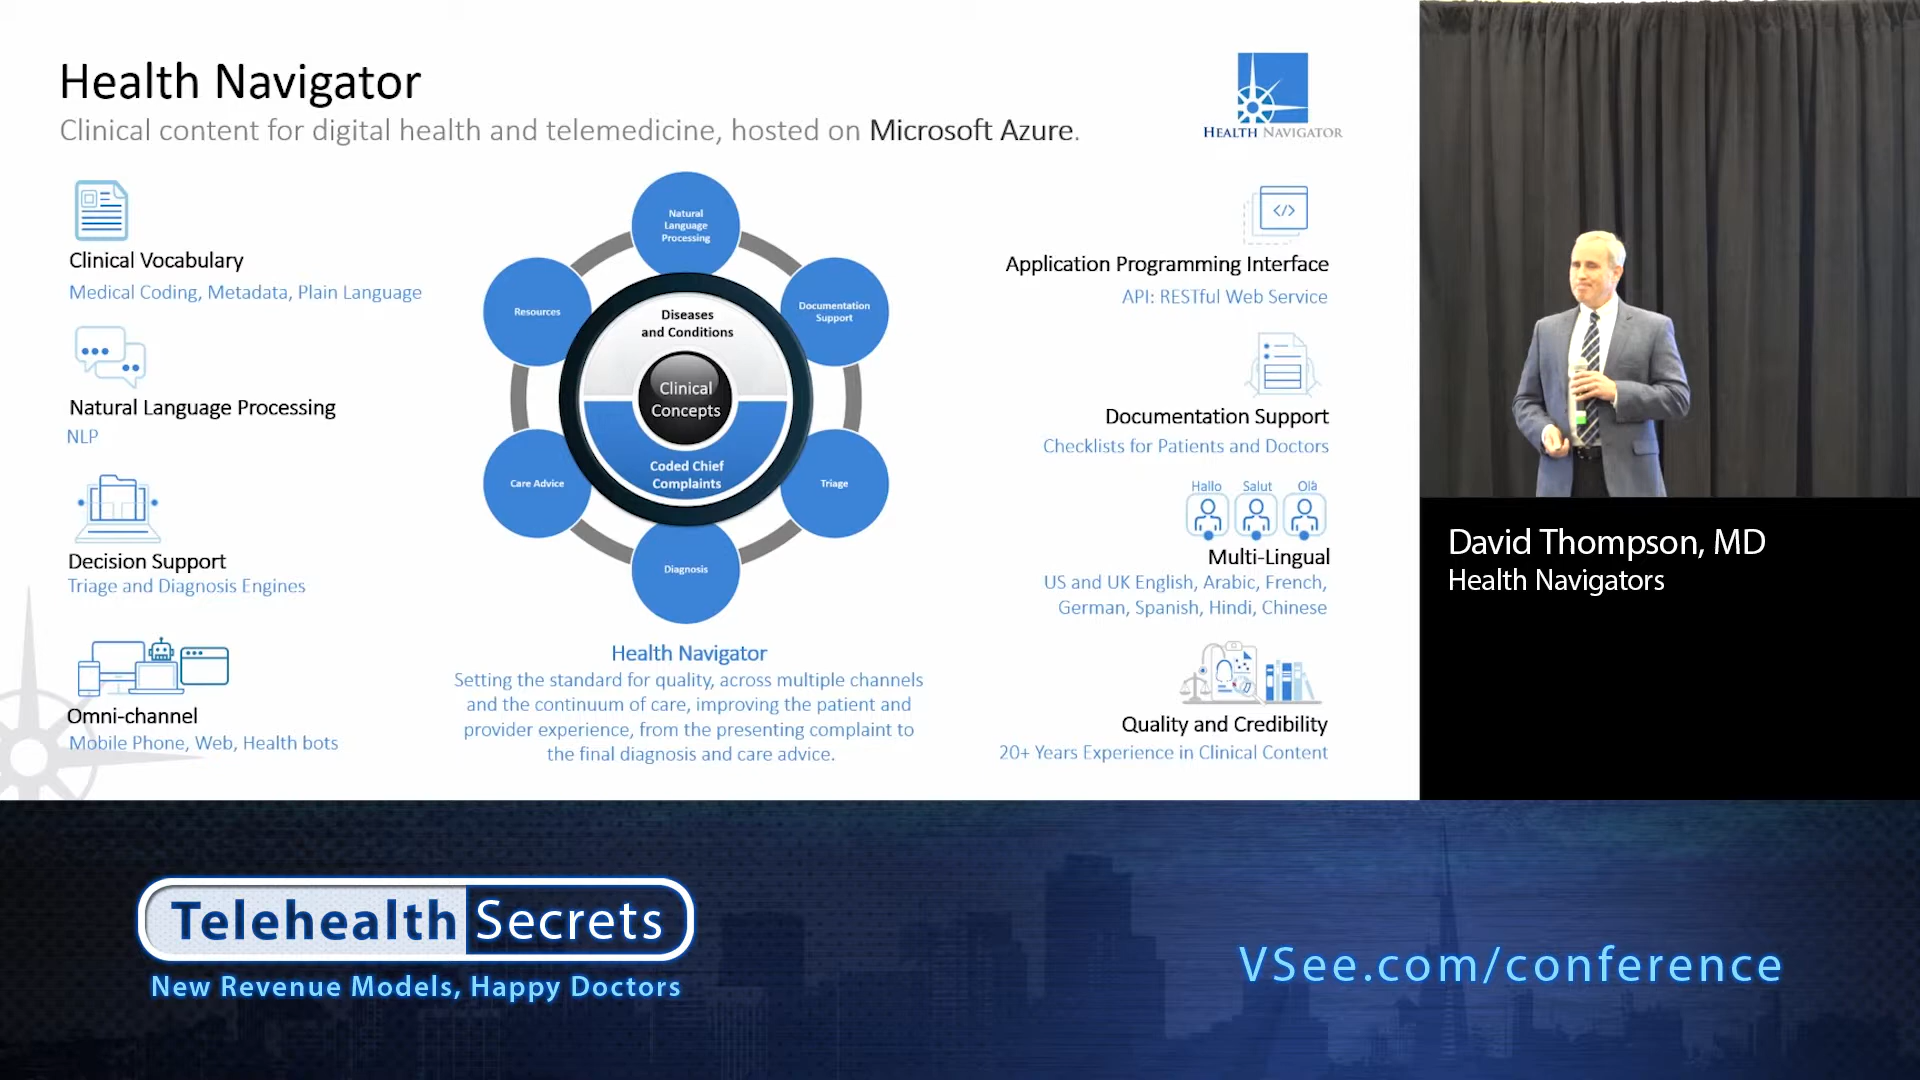 Health Navigator
Clinical content for digital health and telemedicine, hosted on Microsoft Azure.
HEALTH NAVIGATOR
Clinical Vocabulary
Medical Coding, Metadata, Plain Language
Natural Language Processing
NLP
Decision Support
Triage and Diagnosis Engines
Omni-channel
Mobile Phone, Web, Health bots
Natural
Language
Processing
Documentation
Support
Triage
Diagnosis
Care Advice
Resources
Diseases
and Conditions
Clinical
Concepts
Coded Chief
Complaints
Health Navigator
Setting the standard for quality, across multiple channels
and the continuum of care, improving the patient and
provider experience, from the presenting complaint to
the final diagnosis and care advice.
</>
Application Programming Interface
API: RESTful Web Service
Documentation Support
Checklists for Patients and Doctors
Hallo Salut Olà
Multi-Lingual
US and UK English, Arabic, French,
German, Spanish, Hindi, Chinese
Quality and Credibility
20+ Years Experience in Clinical Content
David Thompson, MD
Health Navigators
Telehealth Secrets
New Revenue Models, Happy Doctors
VSee.com/conference